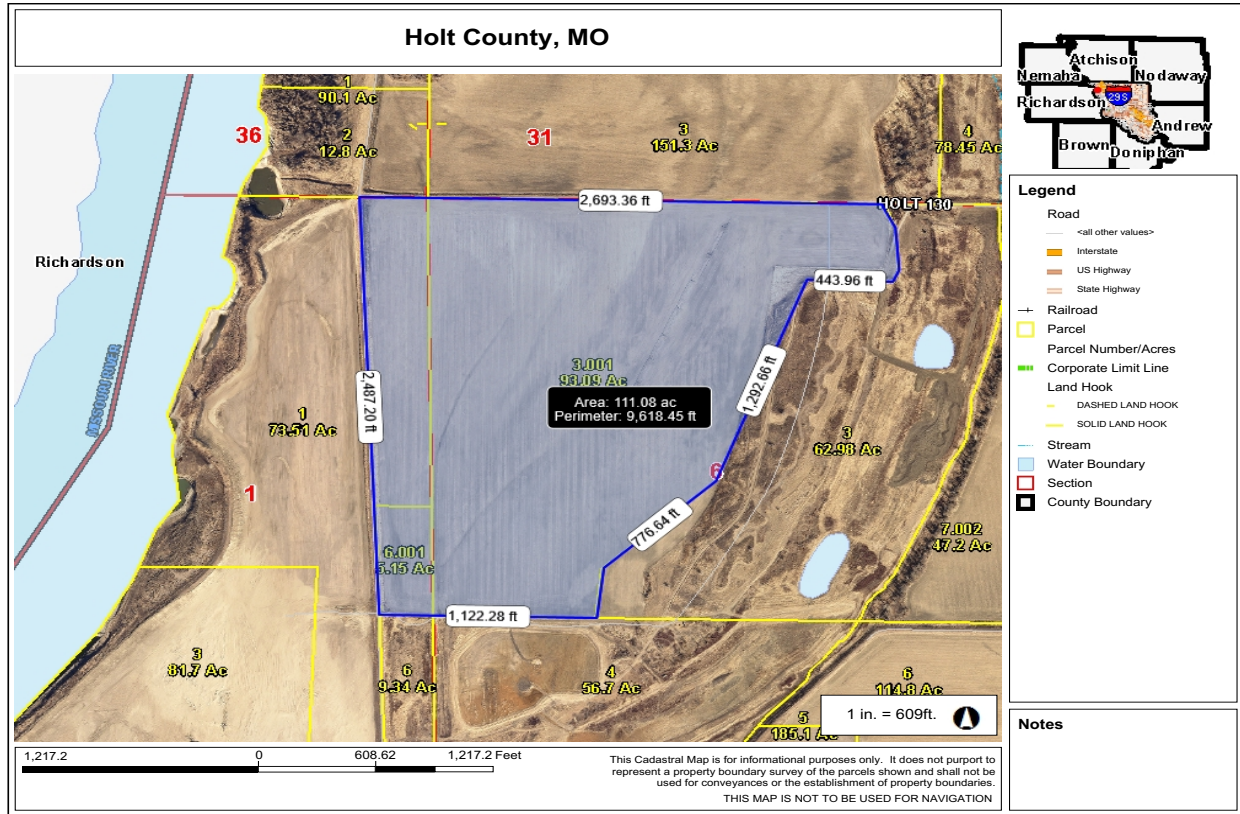 Holt County, MO
1
90.1 Ac
36
2
12.8 Ac
31
3
151.3 Ac
4
78.45 Ac
2,693.36 ft
HOLT 130
Richardson
443.96 ft
MISSOURI RIVER
2,487.20 ft
3.001
93.09 Ac
Area: 111.08 ac
Perimeter: 9,618.45 ft
1,292.66 ft
1
73.51 Ac
3
62.98 Ac
6
1
776.64 ft
7.002
47.2 Ac
6.001
5.15 Ac
1,122.28 ft
3
81.7 Ac
6
9.34 Ac
4
56.7 Ac
6
114.8 Ac
5
185.1 A
1 in. = 609ft.
1,217.2
0
608.62
1,217.2 Feet
This Cadastral Map is for informational purposes only. It does not purport to
represent a property boundary survey of the parcels shown and shall not be
used for conveyances or the establishment of property boundaries.
THIS MAP IS NOT TO BE USED FOR NAVIGATION
Atchison
Nemaha
Nodaway
Richardson
29S
Andrew
Brown
Doniphan
Legend
Road
<all other values>
Interstate
US Highway
State Highway
Railroad
Parcel
Parcel Number/Acres
Corporate Limit Line
Land Hook
DASHED LAND HOOK
SOLID LAND HOOK
Stream
Water Boundary
Section
County Boundary
Notes